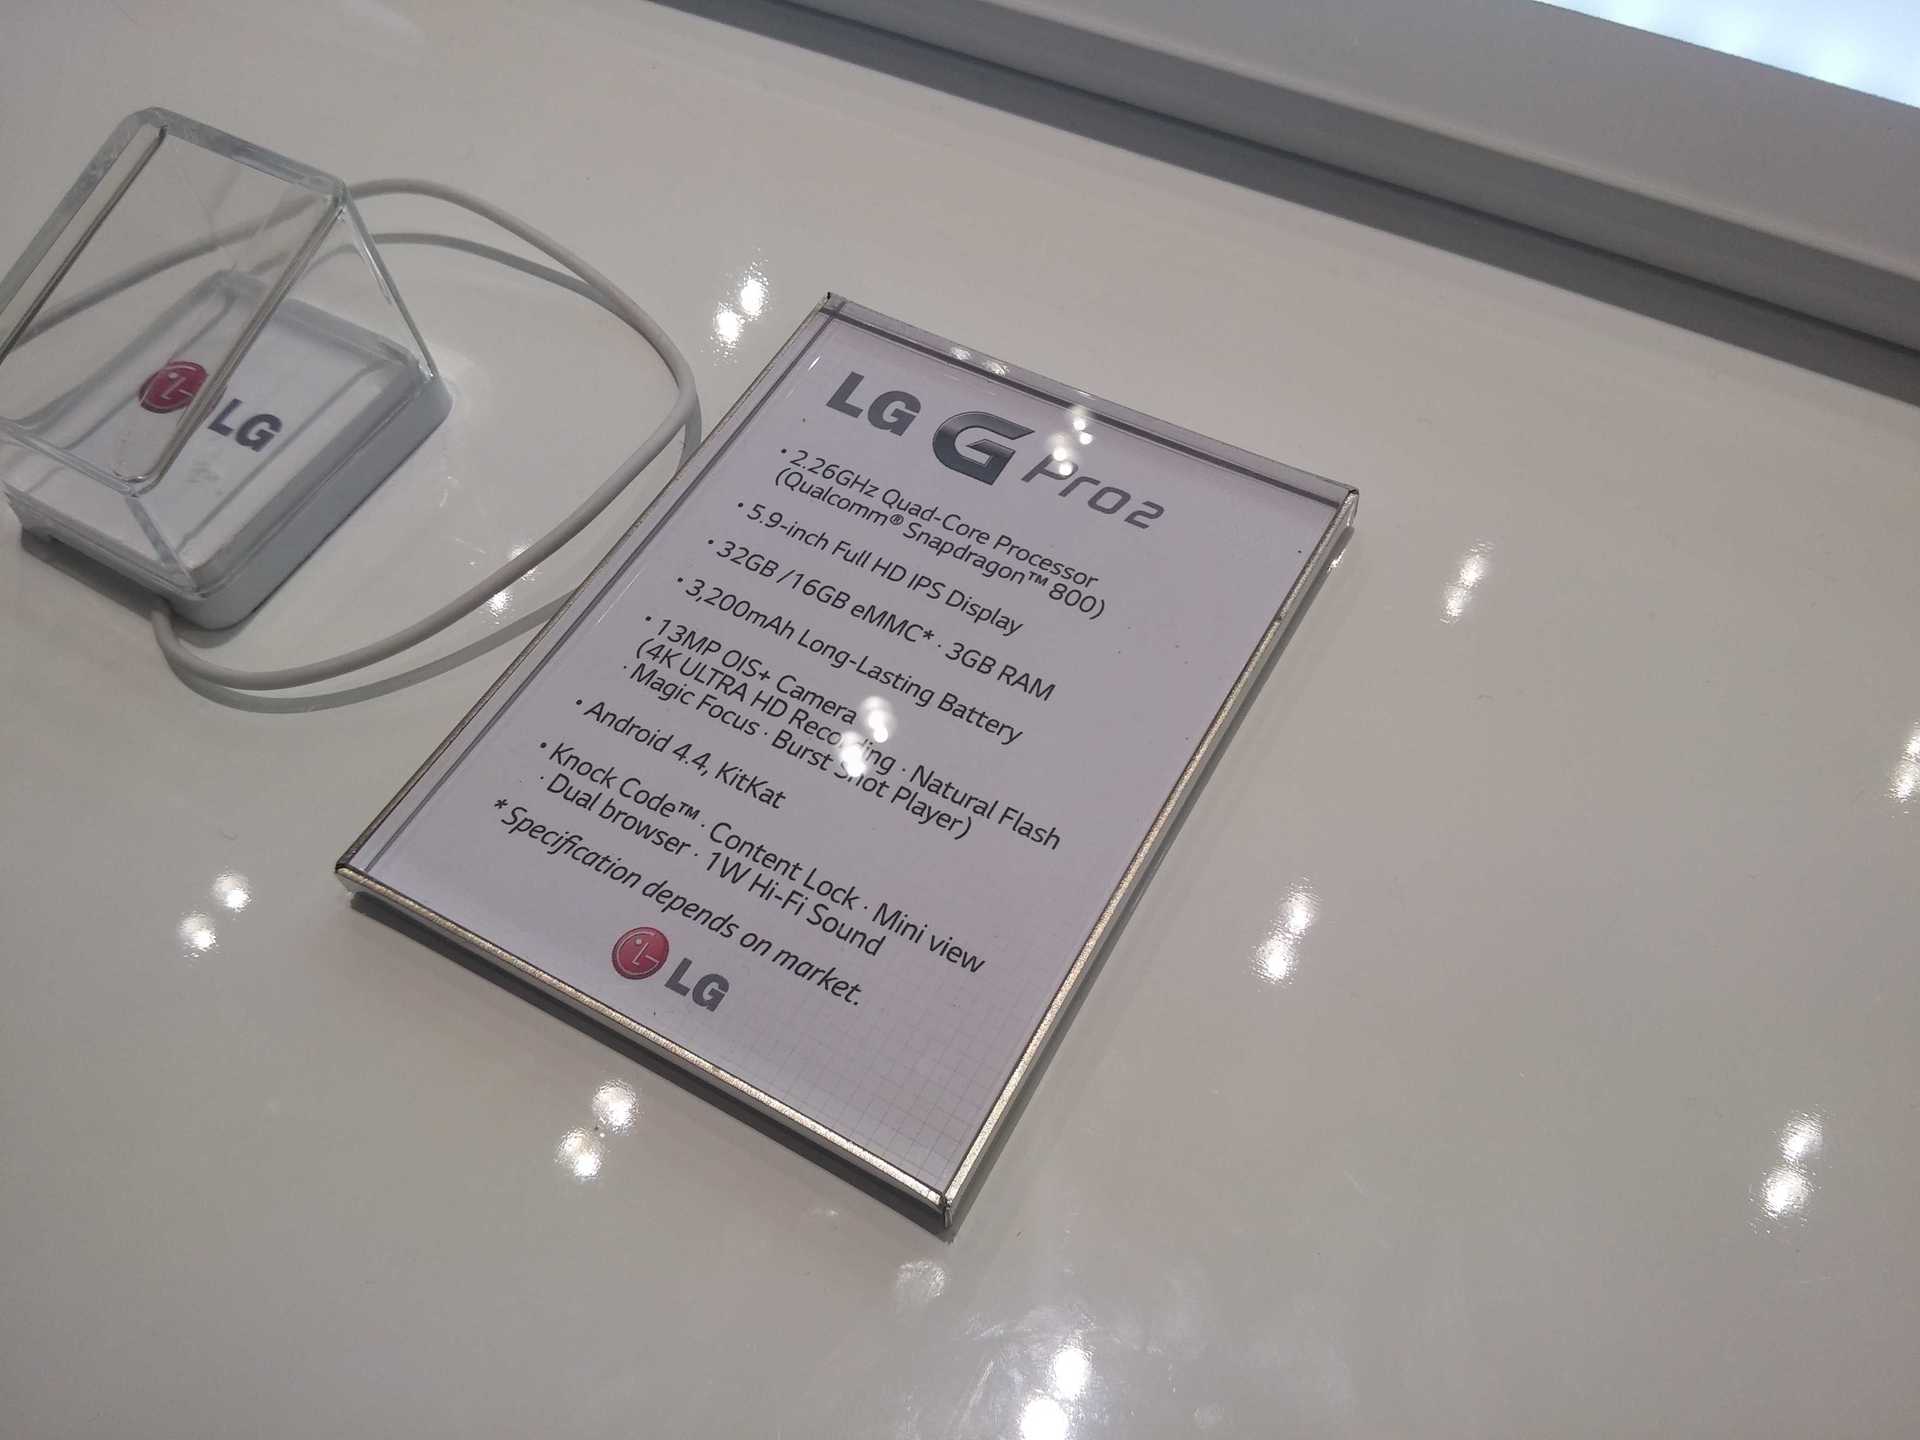 LG
LG G Pro 2
• 2.26GHz Quad-Core Processor
(Qualcomm® Snapdragon™ 800)
• 5.9-inch Full HD IPS Display
• 32GB /16GB eMMC* · 3GB RAM
• 3,200mAh Long-Lasting Battery
• 13MP OIS+ Camera
(4K ULTRA HD Recording · Natural Flash
· Magic Focus · Burst Shot Player)
• Android 4.4, KitKat
• Knock Code™ · Content Lock · Mini view
· Dual browser · 1W Hi-Fi Sound
*Specification depends on market.
LG